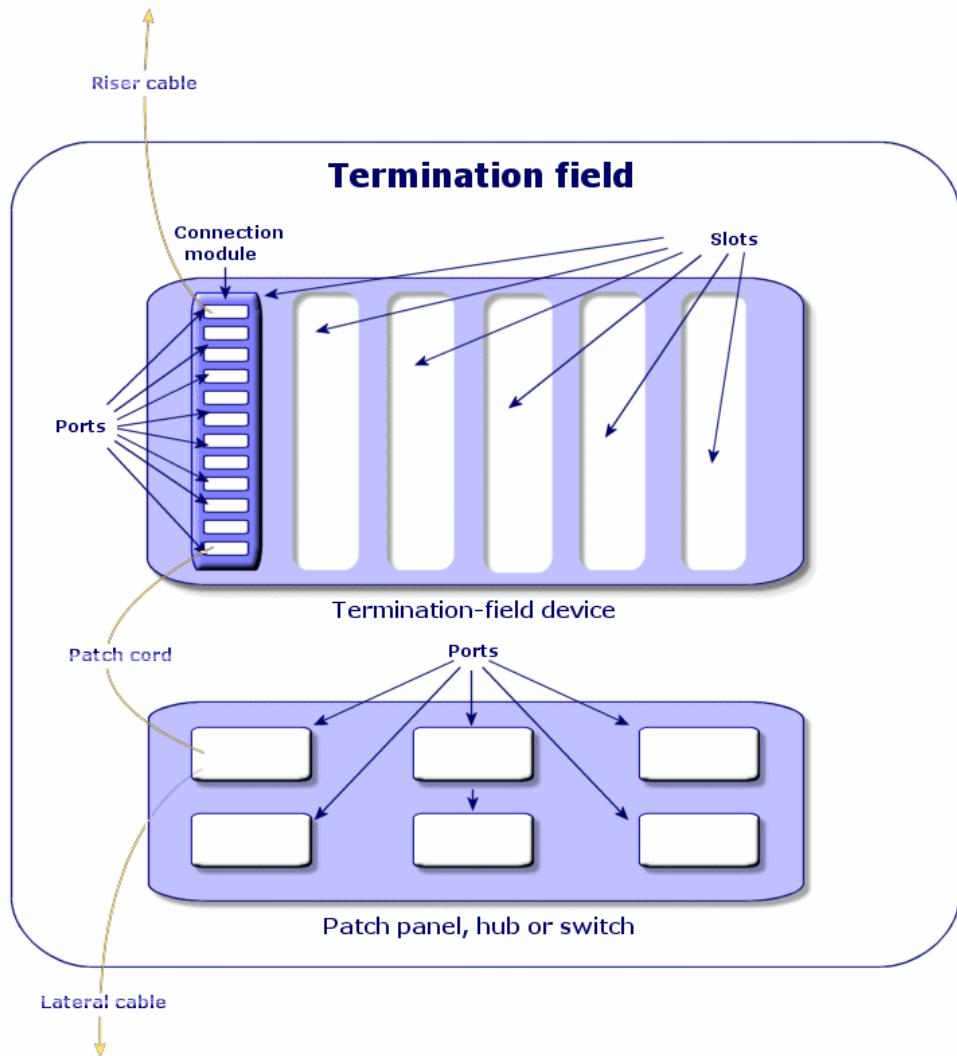 Riser cable
Termination field
Connection
module
Slots
Ports
Termination-field device
Patch cord
Ports
Patch panel, hub or switch
Lateral cable